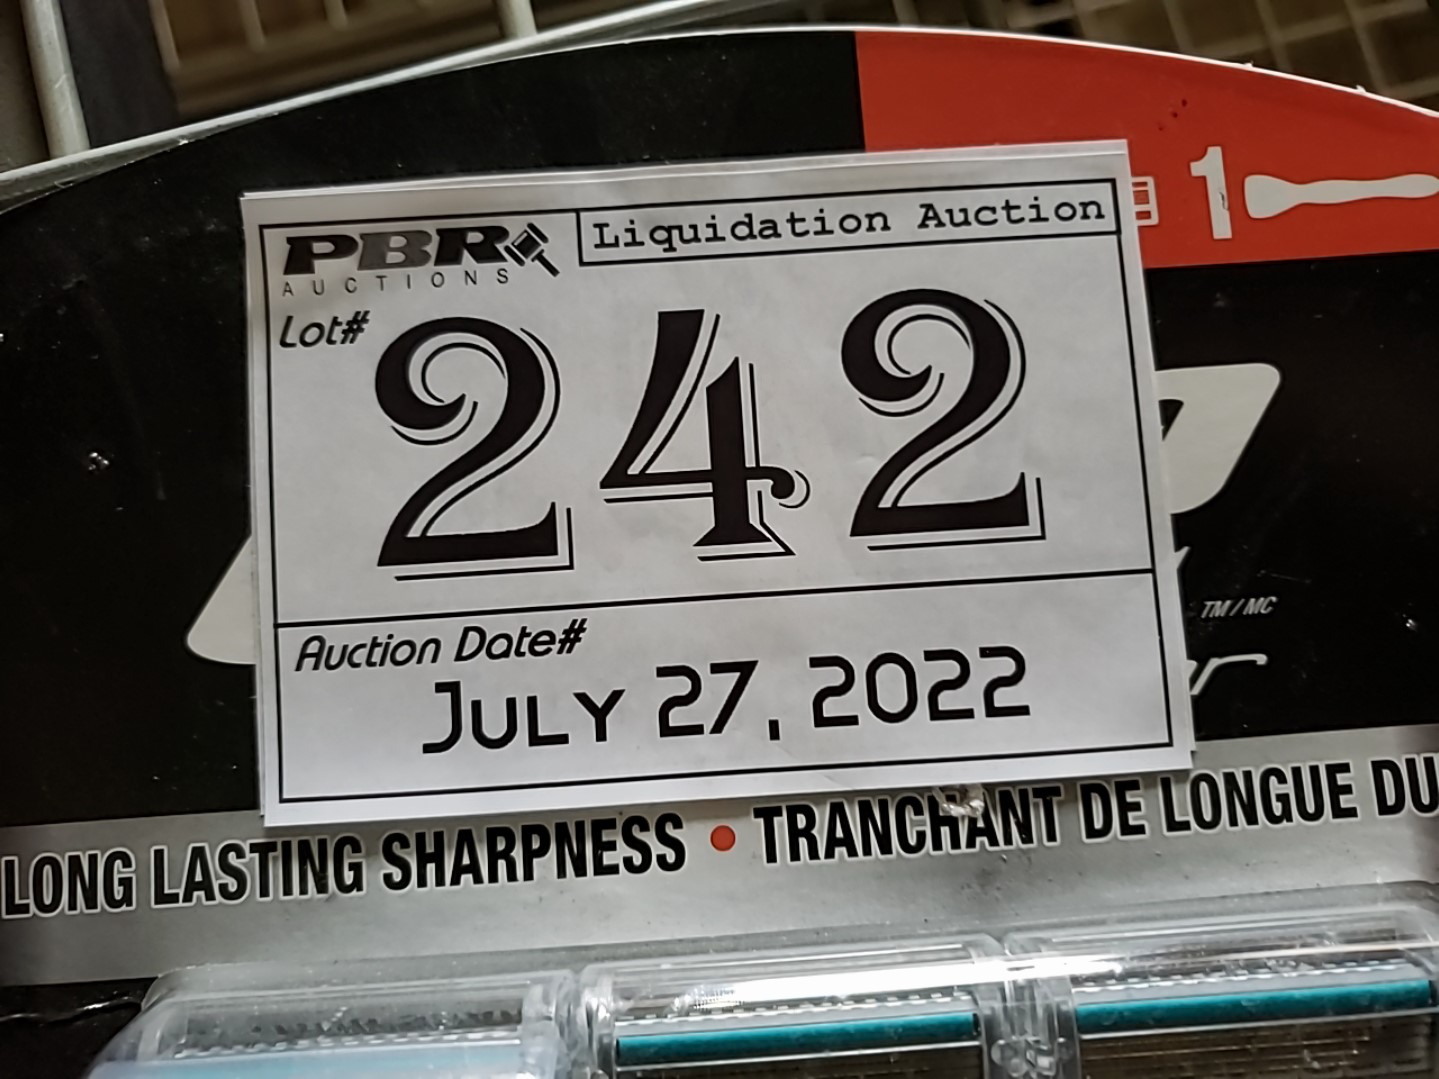 1
PBR
AUCTIONS
Liquidation Auction
Lot#
242
TM/MC
Auction Date#
JULY 27, 2022
LONG LASTING SHARPNESS • TRANCHANT DE LONGUE DU